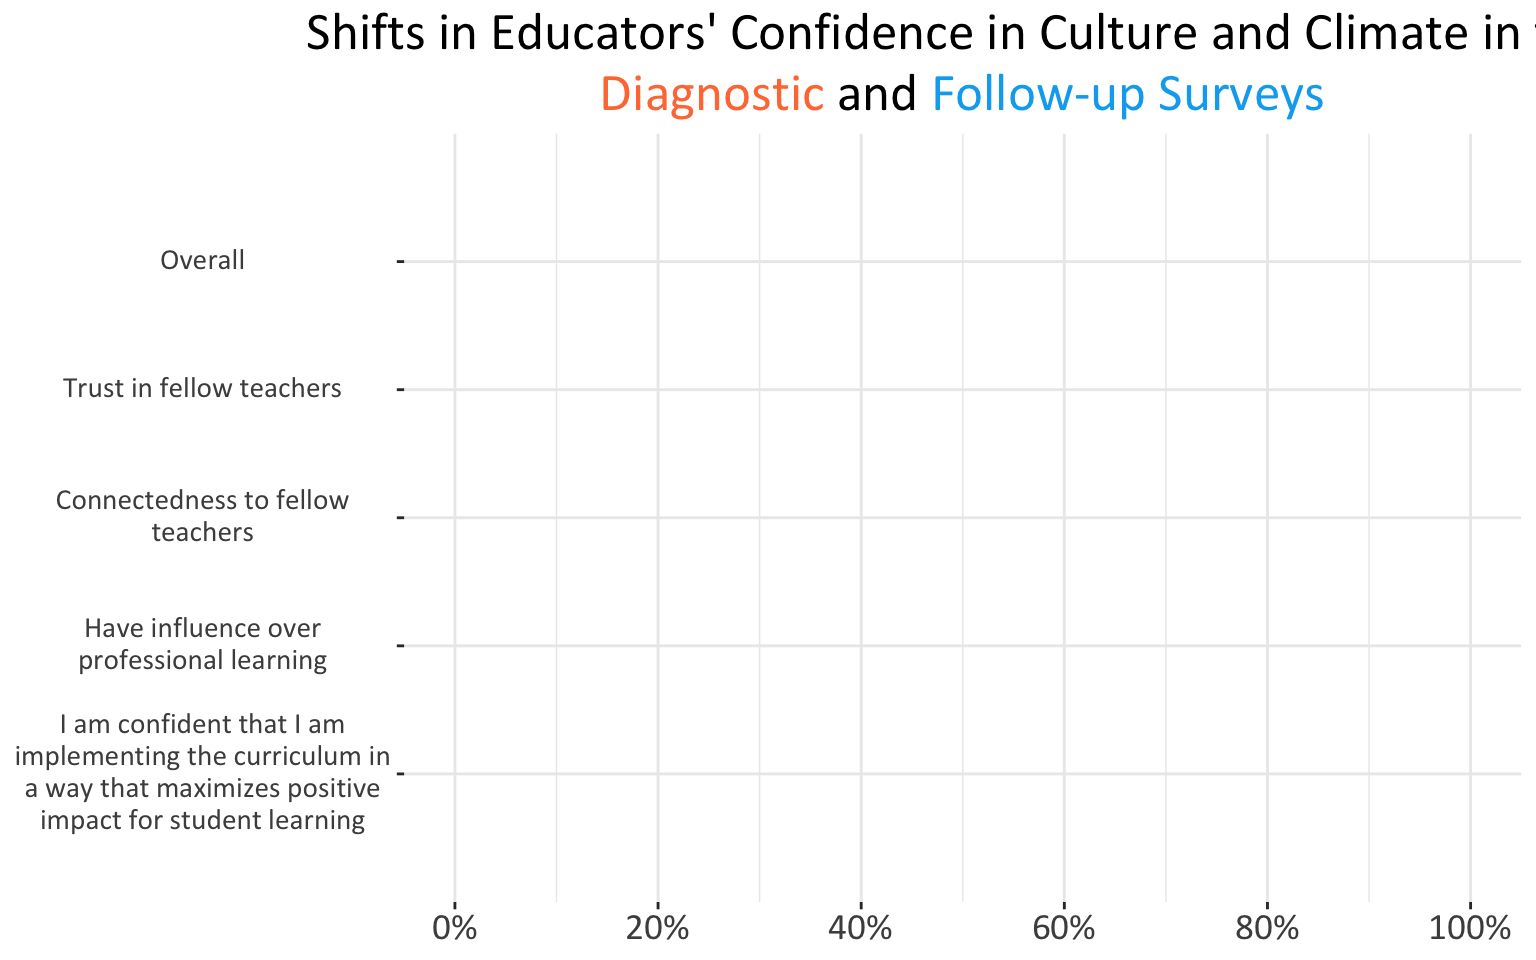 Shifts in Educators' Confidence in Culture and Climate in
Diagnostic and Follow-up Surveys
Overall
Trust in fellow teachers
Connectedness to fellow
teachers
Have influence over
professional learning
I am confident that I am
implementing the curriculum in
a way that maximizes positive
impact for student learning
0% 20% 40% 60% 80% 100%